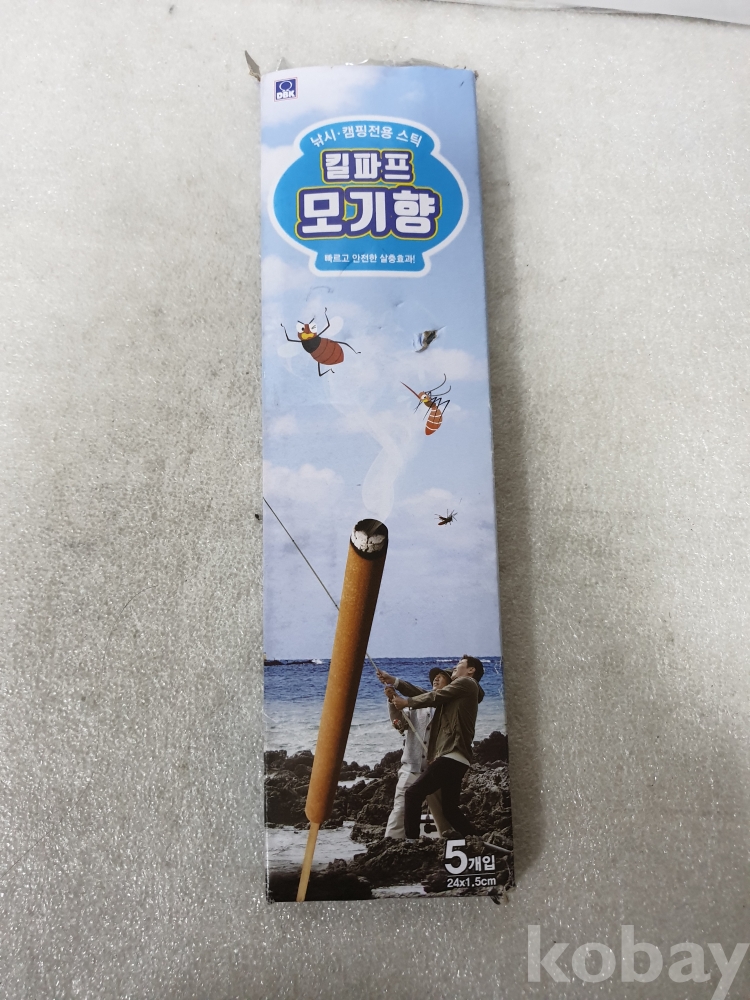 DBK
낚시·캠핑전용 스틱
킬파프
모기향
빠르고 안전한 살충효과!
5개입
24x1.5cm
kobay